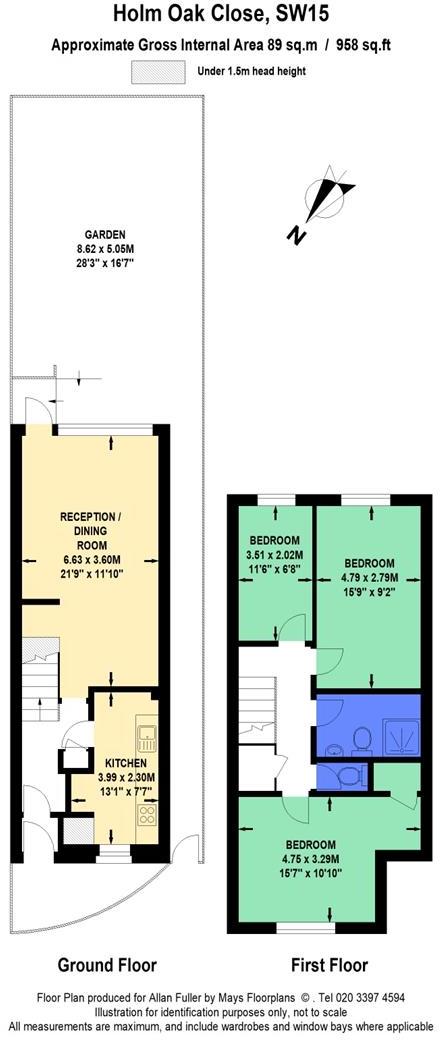 Holm Oak Close, SW15
Approximate Gross Internal Area 89 sq.m / 958 sq.ft
Under 1.5m head height
N
GARDEN
8.62 x 5.05M
28'3" x 16'7"
RECEPTION /
DINING
ROOM
6.63 x 3.60M
21'9" x 11'10"
KITCHEN
3.99 x 2.30M
13'1" x 7'7"
BEDROOM
3.51 x 2.02M
11'6" x 6'8"
BEDROOM
4.79 x 2.79M
15'9" x 9'2"
BEDROOM
4.75 x 3.29M
15'7" x 10'10"
Ground Floor
First Floor
Floor Plan produced for Allan Fuller by Mays Floorplans © . Tel 020 3397 4594
Illustration for identification purposes only, not to scale
All measurements are maximum, and include wardrobes and window bays where applicable